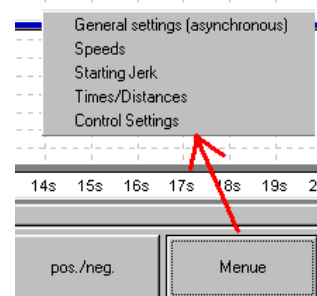 General settings (asynchronous)
Speeds
Starting Jerk
Times/Distances
Control Settings
14s 15s 16s 17s 18s 19s 2
pos./neg. Menue